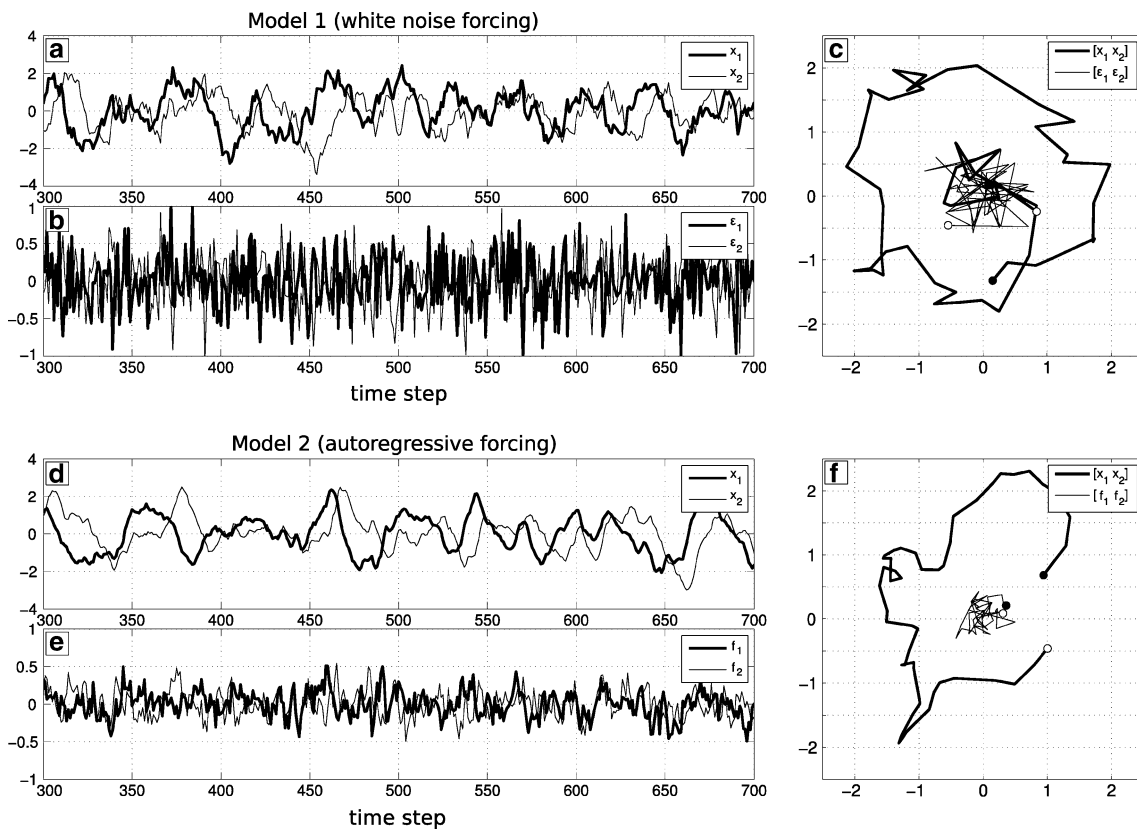 Model 1 (white noise forcing)
a
4
2
0
−2
−4
x1
x2
300 350 400 450 500 550 600 650 700
b
1
0.5
0
−0.5
−1
ε1
ε2
300 350 400 450 500 550 600 650 700
time step
c
2
1
0
−1
−2
[x1 x2]
[ε1 ε2]
−2 −1 0 1 2
Model 2 (autoregressive forcing)
d
4
2
0
−2
−4
x1
x2
300 350 400 450 500 550 600 650 700
e
1
0.5
0
−0.5
−1
f1
f2
300 350 400 450 500 550 600 650 700
time step
f
2
1
0
−1
−2
[x1 x2]
[f1 f2]
−2 −1 0 1 2